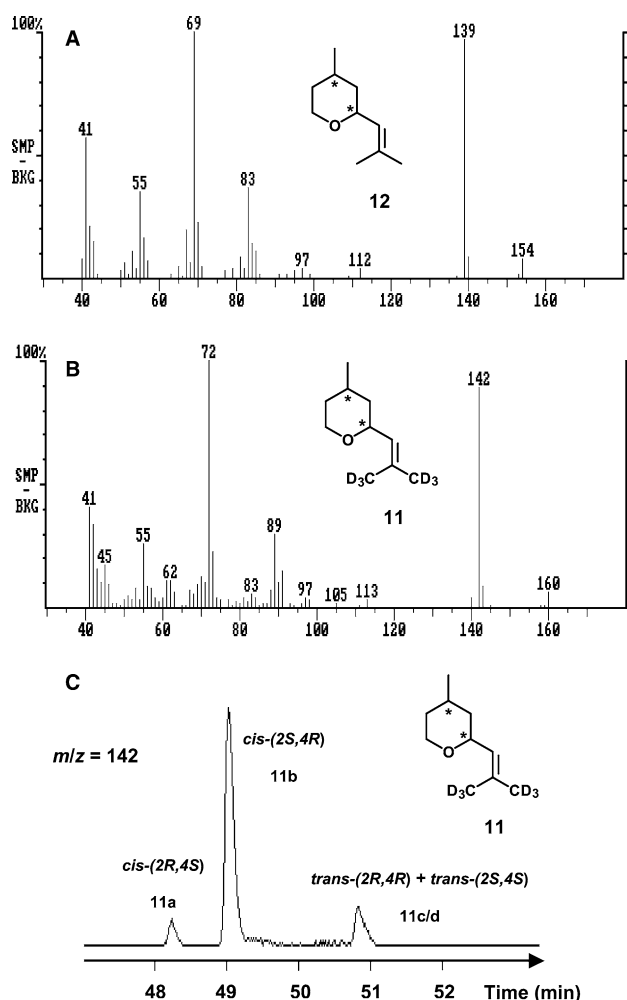 100%
A
69
139
41
*
*
O
SMP
-
BKG
55
83
12
97
112
154
40
60
80
100
120
140
160
100%
B
72
142
*
*
O
SMP
-
BKG
D3C
CD3
11
41
45
55
62
83
89
97
105
113
160
40
60
80
100
120
140
160
C
m/z = 142
cis-(2S,4R)
11b
*
*
O
D3C
CD3
11
cis-(2R,4S)
11a
trans-(2R,4R) + trans-(2S,4S)
11c/d
48
49
50
51
52
Time (min)